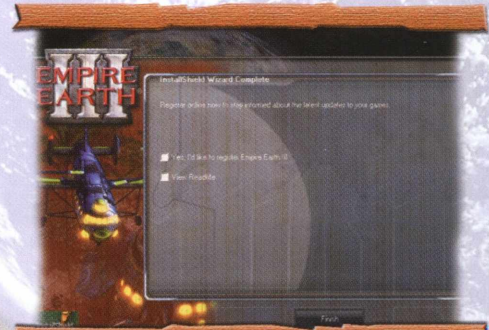 EMPIRE
EARTH
III
InstallShield Wizard Complete
Register online now to stay informed about the latest updates to your games.
Yes, I'd like to register Empire Earth III
View ReadMe
Finish